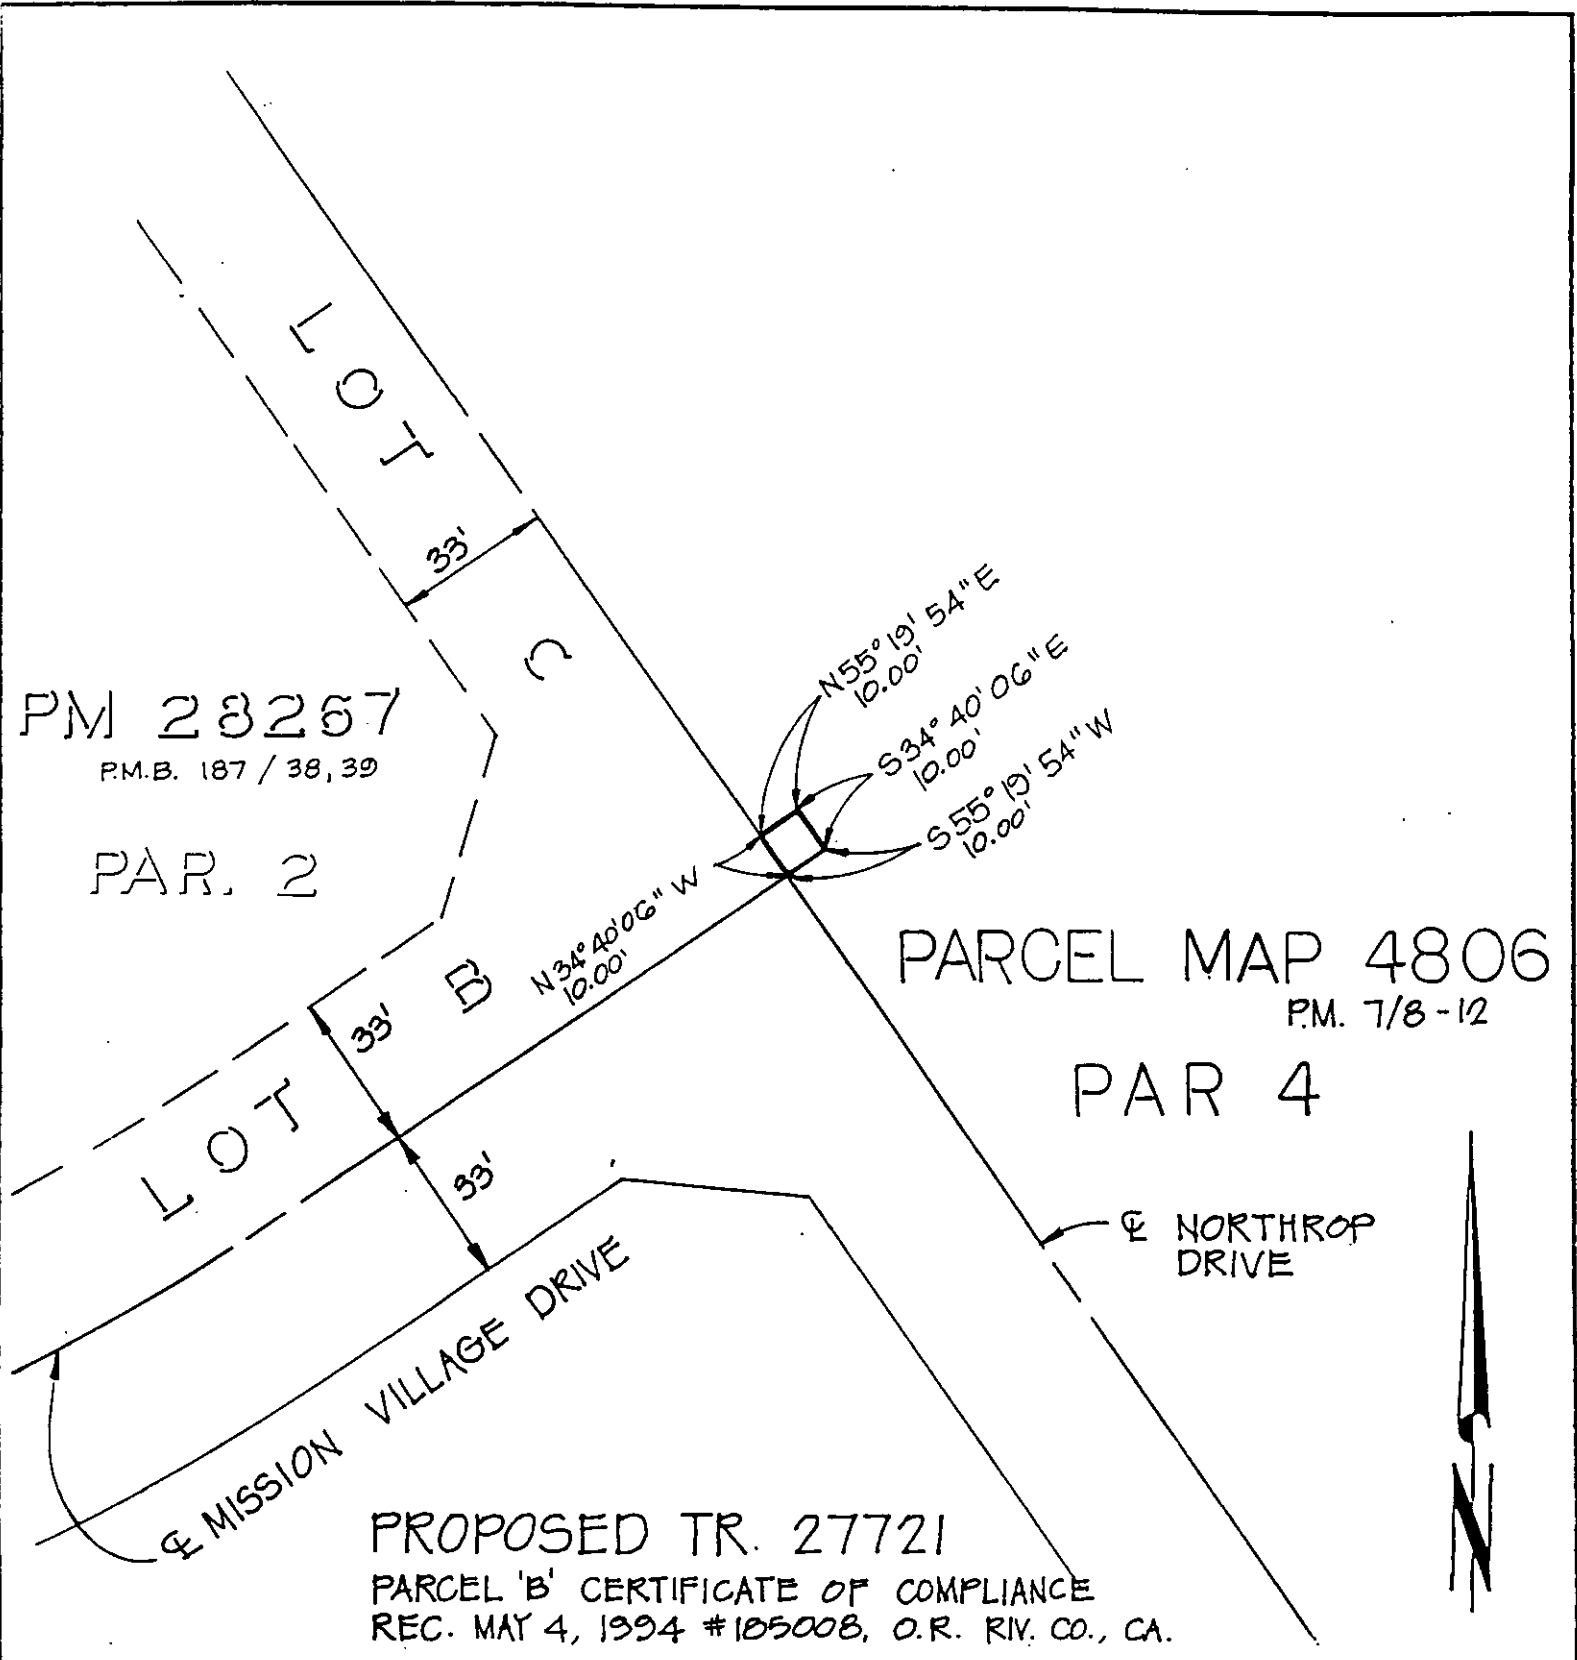 LOT
C
33'
N55° 19' 54" E
10.00'
S34° 40' 06" E
10.00'
S55° 19' 54" W
10.00'
PM 28267
P.M.B. 187 / 38,39
PAR. 2
N34° 40' 06" W
10.00'
LOT B
33'
33'
PARCEL MAP 4806
P.M. 7/8-12
PAR 4
℄ NORTHROP
DRIVE
℄ MISSION VILLAGE DRIVE
N
PROPOSED TR. 27721
PARCEL 'B' CERTIFICATE OF COMPLIANCE
REC. MAY 4, 1994 #185008, O.R. RIV. CO., CA.